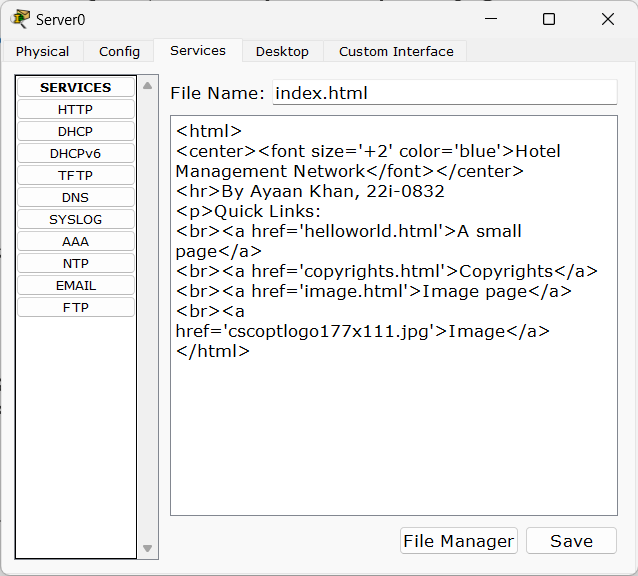 Server0
Physical
Config
Services
Desktop
Custom Interface
SERVICES
HTTP
DHCP
DHCPv6
TFTP
DNS
SYSLOG
AAA
NTP
EMAIL
FTP
File Name: index.html
<html>
<center><font size='+2' color='blue'>Hotel
Management Network</font></center>
<hr>By Ayaan Khan, 22i-0832
<p>Quick Links:
<br><a href='helloworld.html'>A small
page</a>
<br><a href='copyrights.html'>Copyrights</a>
<br><a href='image.html'>Image page</a>
<br><a
href='cscoptlogo177x111.jpg'>Image</a>
</html>
File Manager
Save